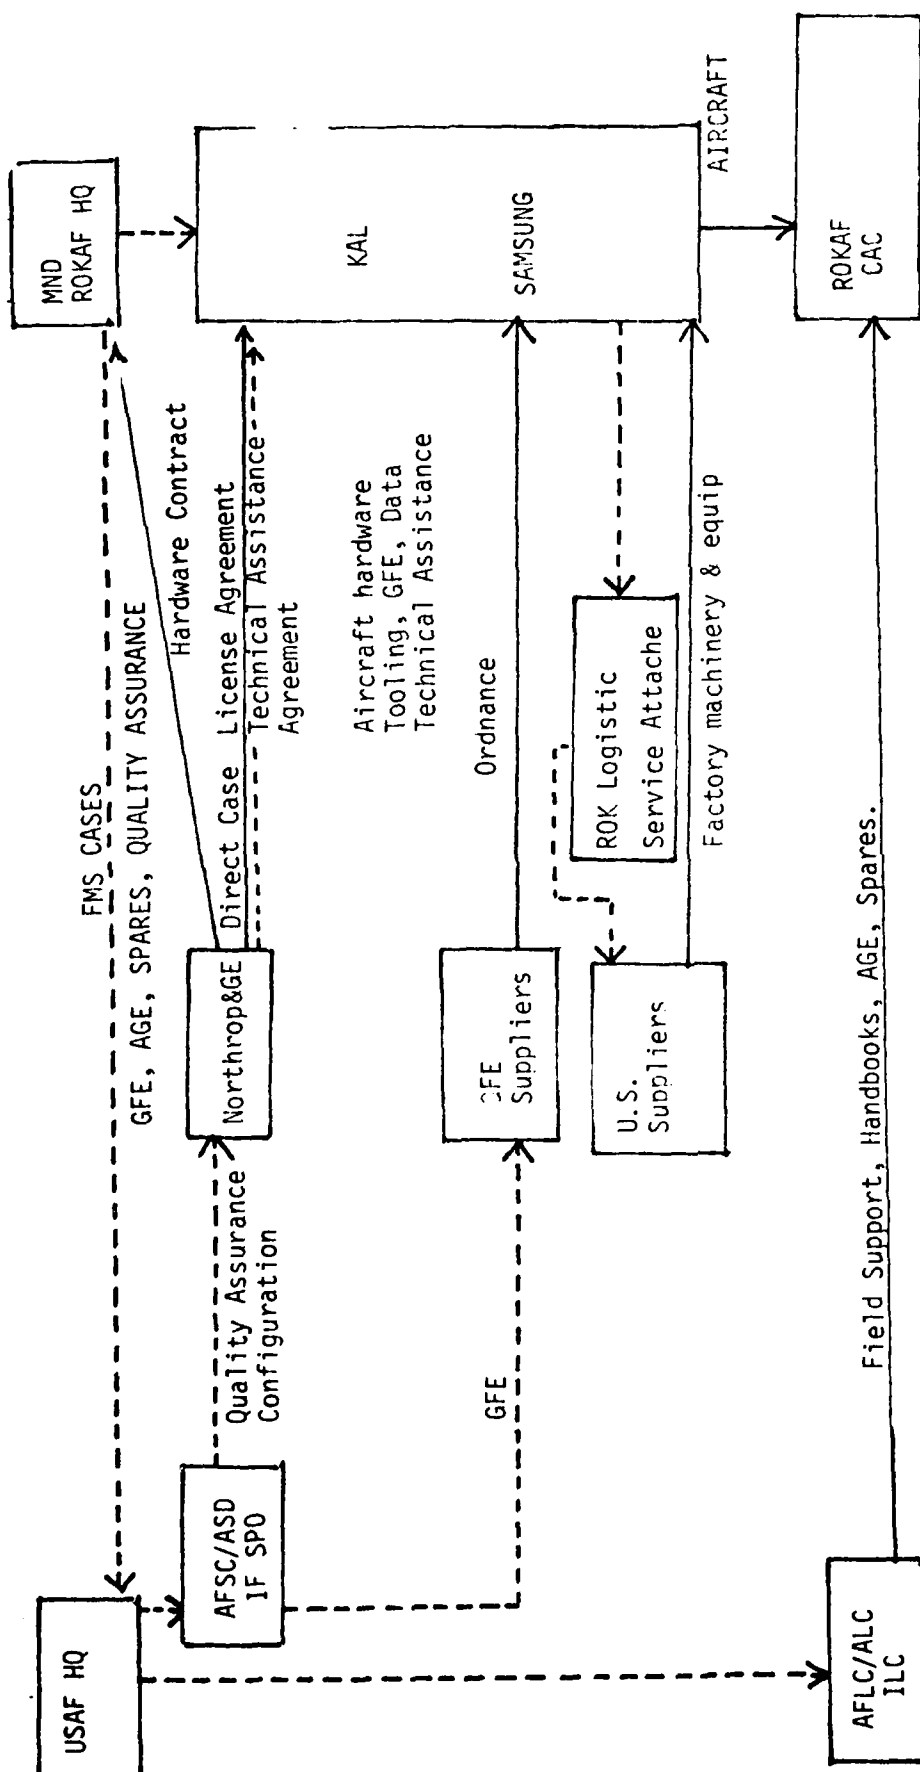 USAF HQ
FMS CASES
GFE, AGE, SPARES, QUALITY ASSURANCE
MND
ROKAF HQ
AFSC/ASD
IF SPO
Quality Assurance
Configuration
Northrop&GE
Hardware Contract
Direct Case License Agreement
Technical Assistance
Agreement
KAL
SAMSUNG
Aircraft hardware
Tooling, GFE, Data
Technical Assistance
GFE
Suppliers
Ordnance
GFE
U.S.
Suppliers
ROK Logistic
Service Attache
Factory machinery & equip
AIRCRAFT
AFLC/ALC
ILC
Field Support, Handbooks, AGE, Spares.
ROKAF
CAC